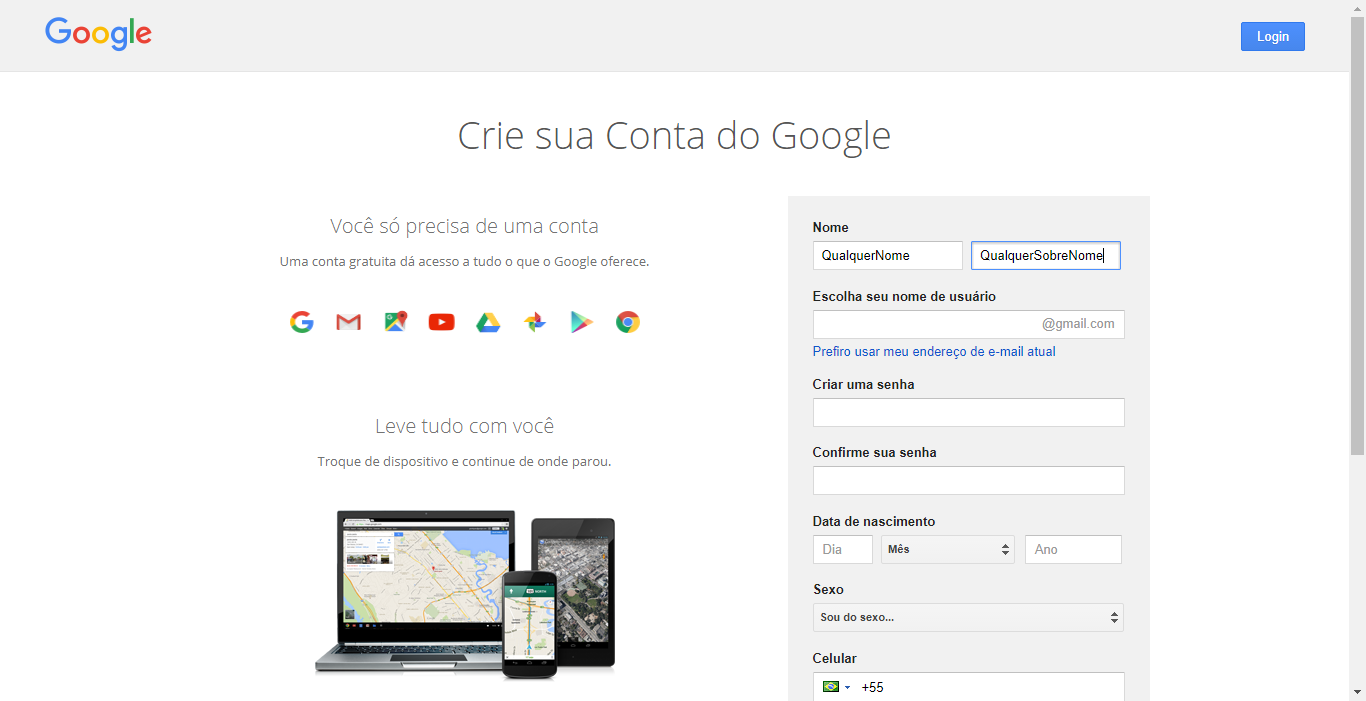 Google
Login
Crie sua Conta do Google
Você só precisa de uma conta
Uma conta gratuita dá acesso a tudo o que o Google oferece.
Leve tudo com você
Troque de dispositivo e continue de onde parou.
Nome
QualquerNome QualquerSobreNome
Escolha seu nome de usuário
@gmail.com
Prefiro usar meu endereço de e-mail atual
Criar uma senha
Confirme sua senha
Data de nascimento
Dia Mês Ano
Sexo
Sou do sexo...
Celular
+55